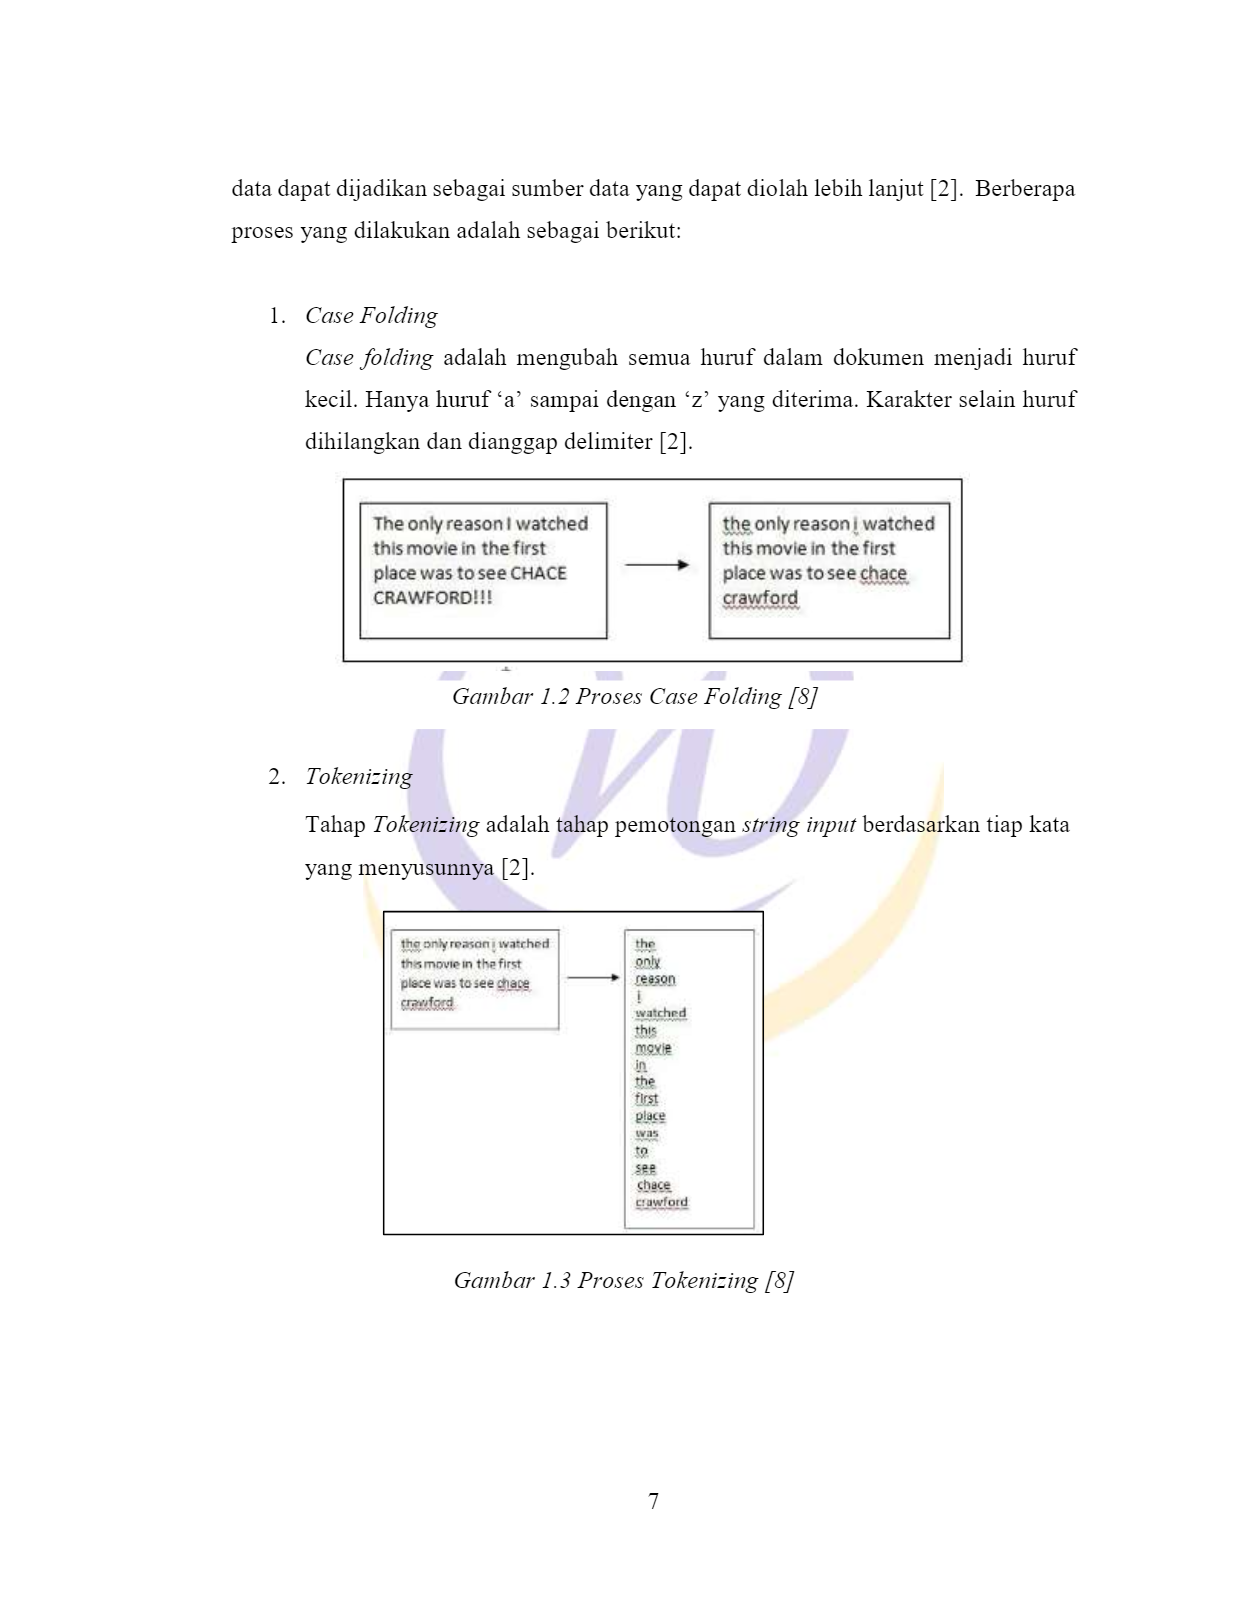 data dapat dijadikan sebagai sumber data yang dapat diolah lebih lanjut [2].  Berberapa
proses yang dilakukan adalah sebagai berikut:
1. Case Folding
Case folding adalah mengubah semua huruf dalam dokumen menjadi huruf
kecil. Hanya huruf ‘a’ sampai dengan ‘z’ yang diterima. Karakter selain huruf
dihilangkan dan dianggap delimiter [2].
The only reason I watched
this movie in the first
place was to see CHACE
CRAWFORD!!!
the only reason i watched
this movie in the first
place was to see chace
crawford
Gambar 1.2 Proses Case Folding [8]
2. Tokenizing
Tahap Tokenizing adalah tahap pemotongan string input berdasarkan tiap kata
yang menyusunnya [2].
the only reason i watched
this movie in the first
place was to see chace
crawford
the
only
reason
i
watched
this
movie
in
the
first
place
was
to
see
chace
crawford
Gambar 1.3 Proses Tokenizing [8]
7